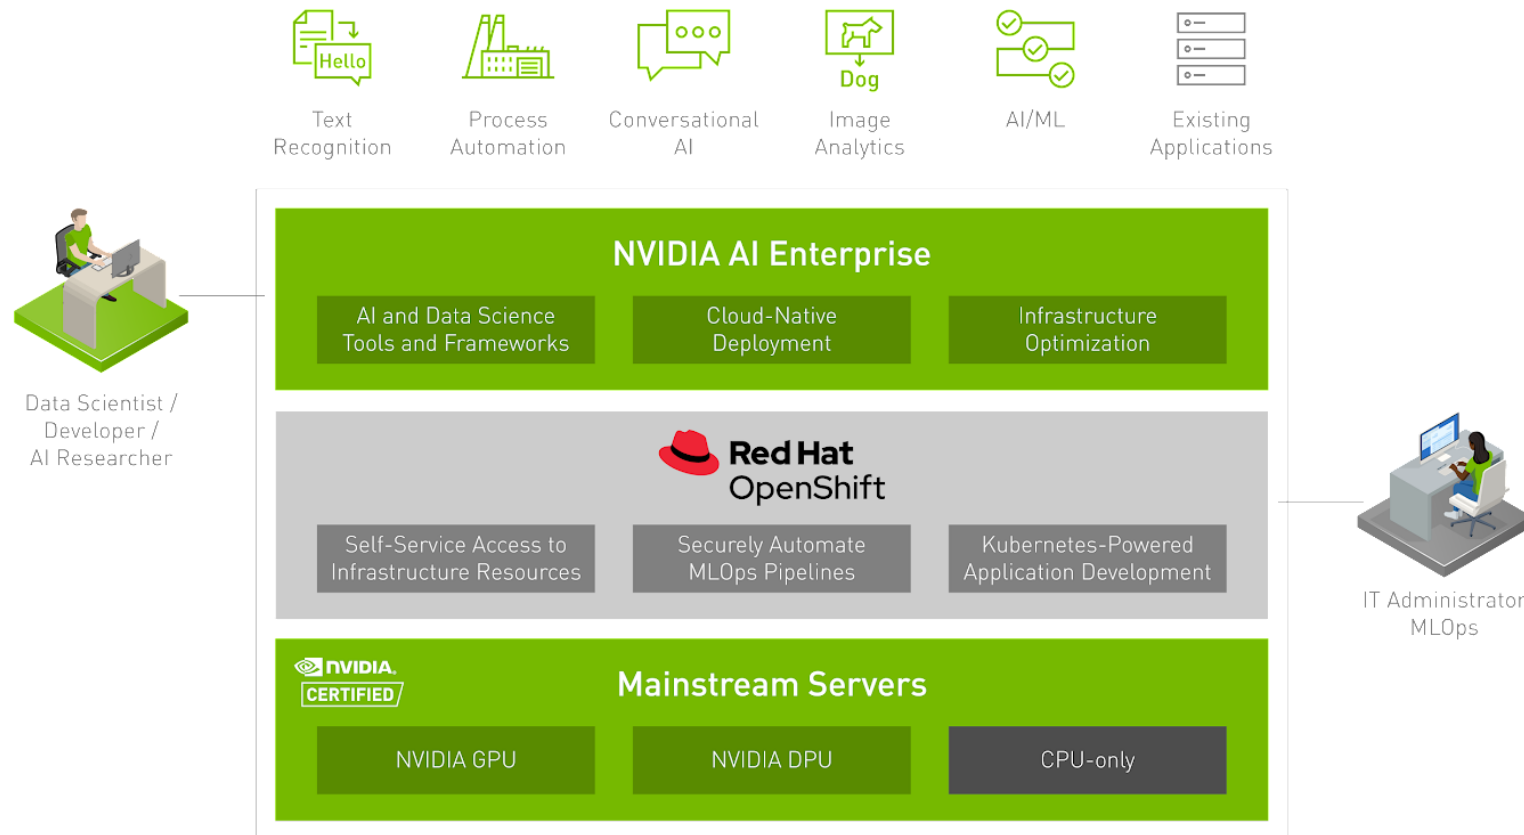 Hello
Dog
Text
Recognition
Process
Automation
Conversational
AI
Image
Analytics
AI/ML
Existing
Applications
NVIDIA AI Enterprise
AI and Data Science
Tools and Frameworks
Cloud-Native
Deployment
Infrastructure
Optimization
Data Scientist /
Developer /
AI Researcher
Red Hat
OpenShift
Self-Service Access to
Infrastructure Resources
Securely Automate
MLOps Pipelines
Kubernetes-Powered
Application Development
IT Administrator
MLOps
NVIDIA.
CERTIFIED
Mainstream Servers
NVIDIA GPU
NVIDIA DPU
CPU-only